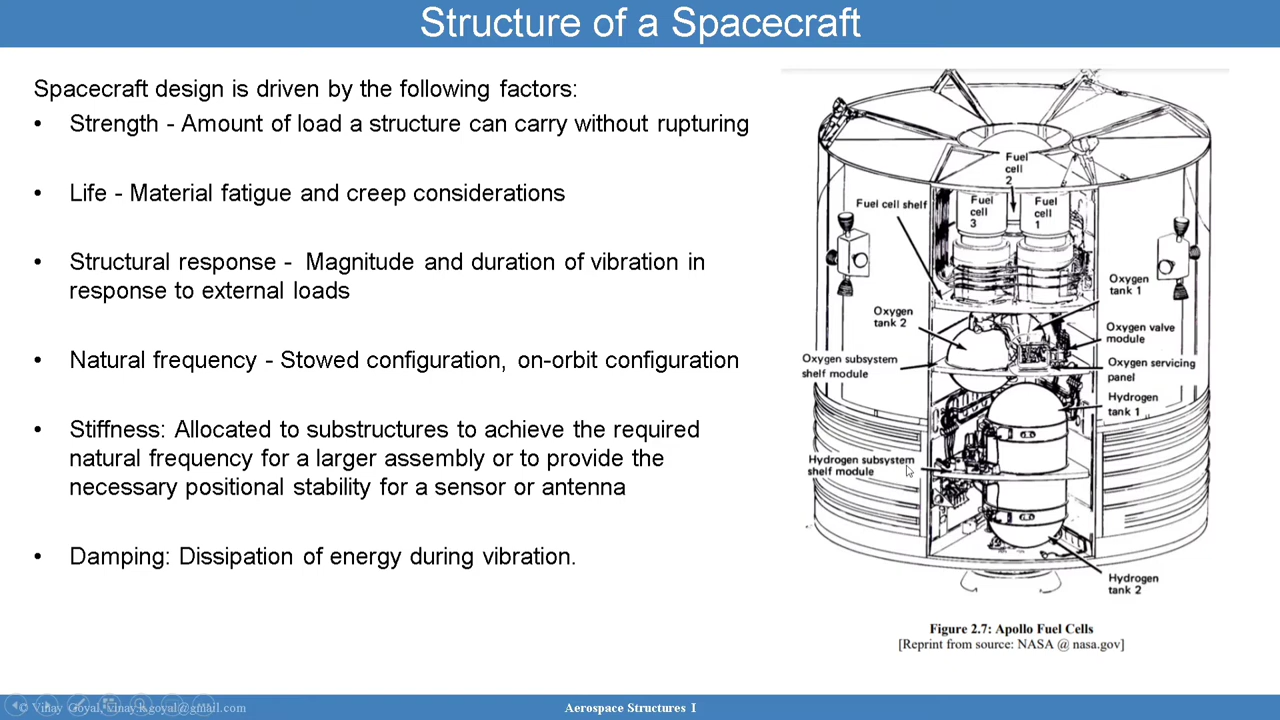 Structure of a Spacecraft
Spacecraft design is driven by the following factors:
• Strength - Amount of load a structure can carry without rupturing
• Life - Material fatigue and creep considerations
• Structural response - Magnitude and duration of vibration in
response to external loads
• Natural frequency - Stowed configuration, on-orbit configuration
• Stiffness: Allocated to substructures to achieve the required
natural frequency for a larger assembly or to provide the
necessary positional stability for a sensor or antenna
• Damping: Dissipation of energy during vibration.
Fuel
cell
2
Fuel cell shelf
Fuel
cell
3
Fuel
cell
1
Oxygen
tank 1
Oxygen
tank 2
Oxygen valve
module
Oxygen subsystem
shelf module
Oxygen servicing
panel
Hydrogen
tank 1
Hydrogen subsystem
shelf module
Hydrogen
tank 2
Figure 2.7: Apollo Fuel Cells
[Reprint from source: NASA @ nasa.gov]
© Vinay Goyal, vinay.k.goyal@gmail.com
Aerospace Structures I